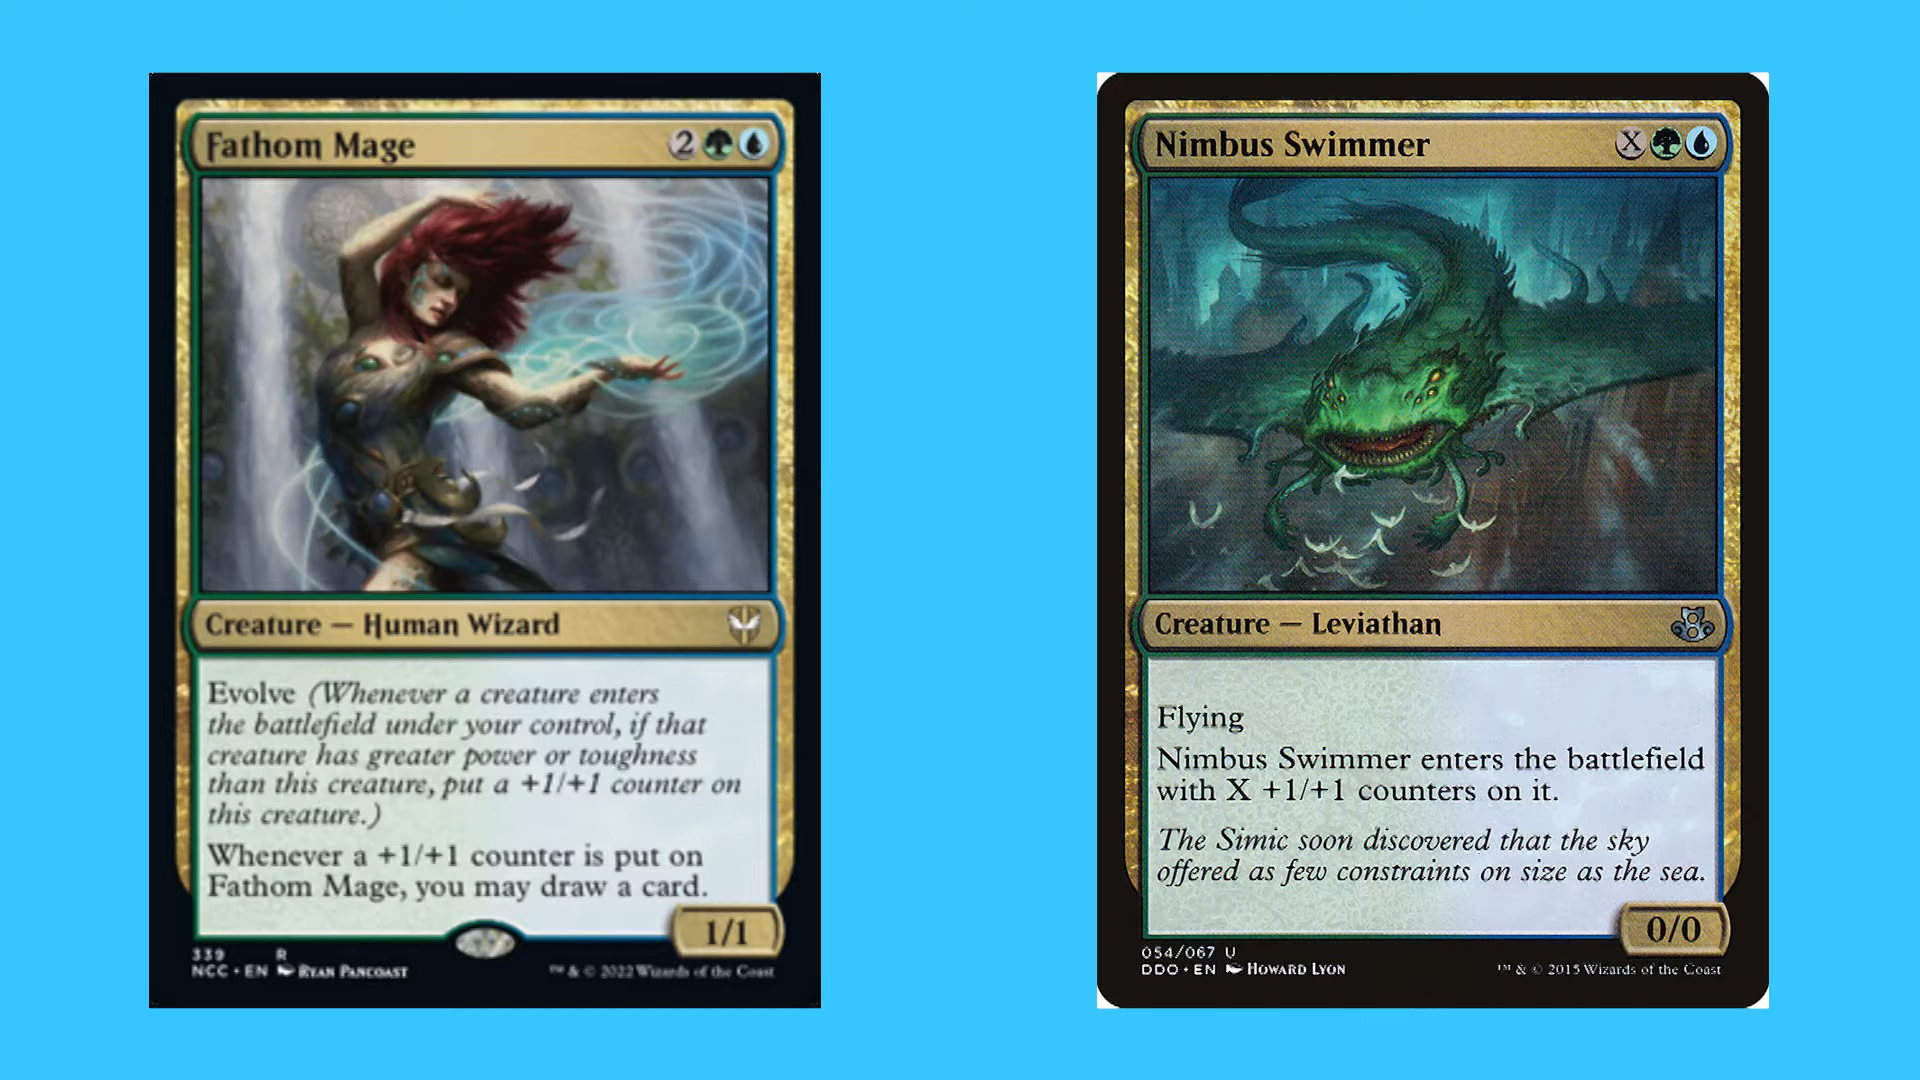 Fathom Mage
2
Creature — Human Wizard
Evolve (Whenever a creature enters
the battlefield under your control, if that
creature has greater power or toughness
than this creature, put a +1/+1 counter on
this creature.)
Whenever a +1/+1 counter is put on
Fathom Mage, you may draw a card.
1/1
339 R
NCC • EN Ryan Pancoast
™ & © 2022 Wizards of the Coast
Nimbus Swimmer
X
Creature — Leviathan
Flying
Nimbus Swimmer enters the battlefield
with X +1/+1 counters on it.
The Simic soon discovered that the sky
offered as few constraints on size as the sea.
0/0
054/067 U
DDO • EN Howard Lyon
™ & © 2015 Wizards of the Coast